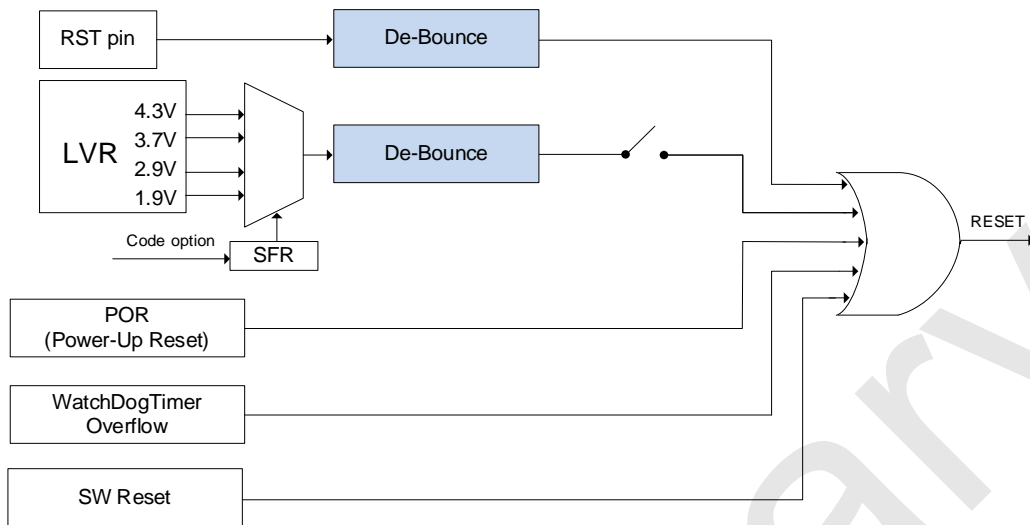 RST pin
De-Bounce
LVR
4.3V
3.7V
2.9V
1.9V
De-Bounce
RESET
Code option
SFR
POR
(Power-Up Reset)
WatchDogTimer
Overflow
SW Reset